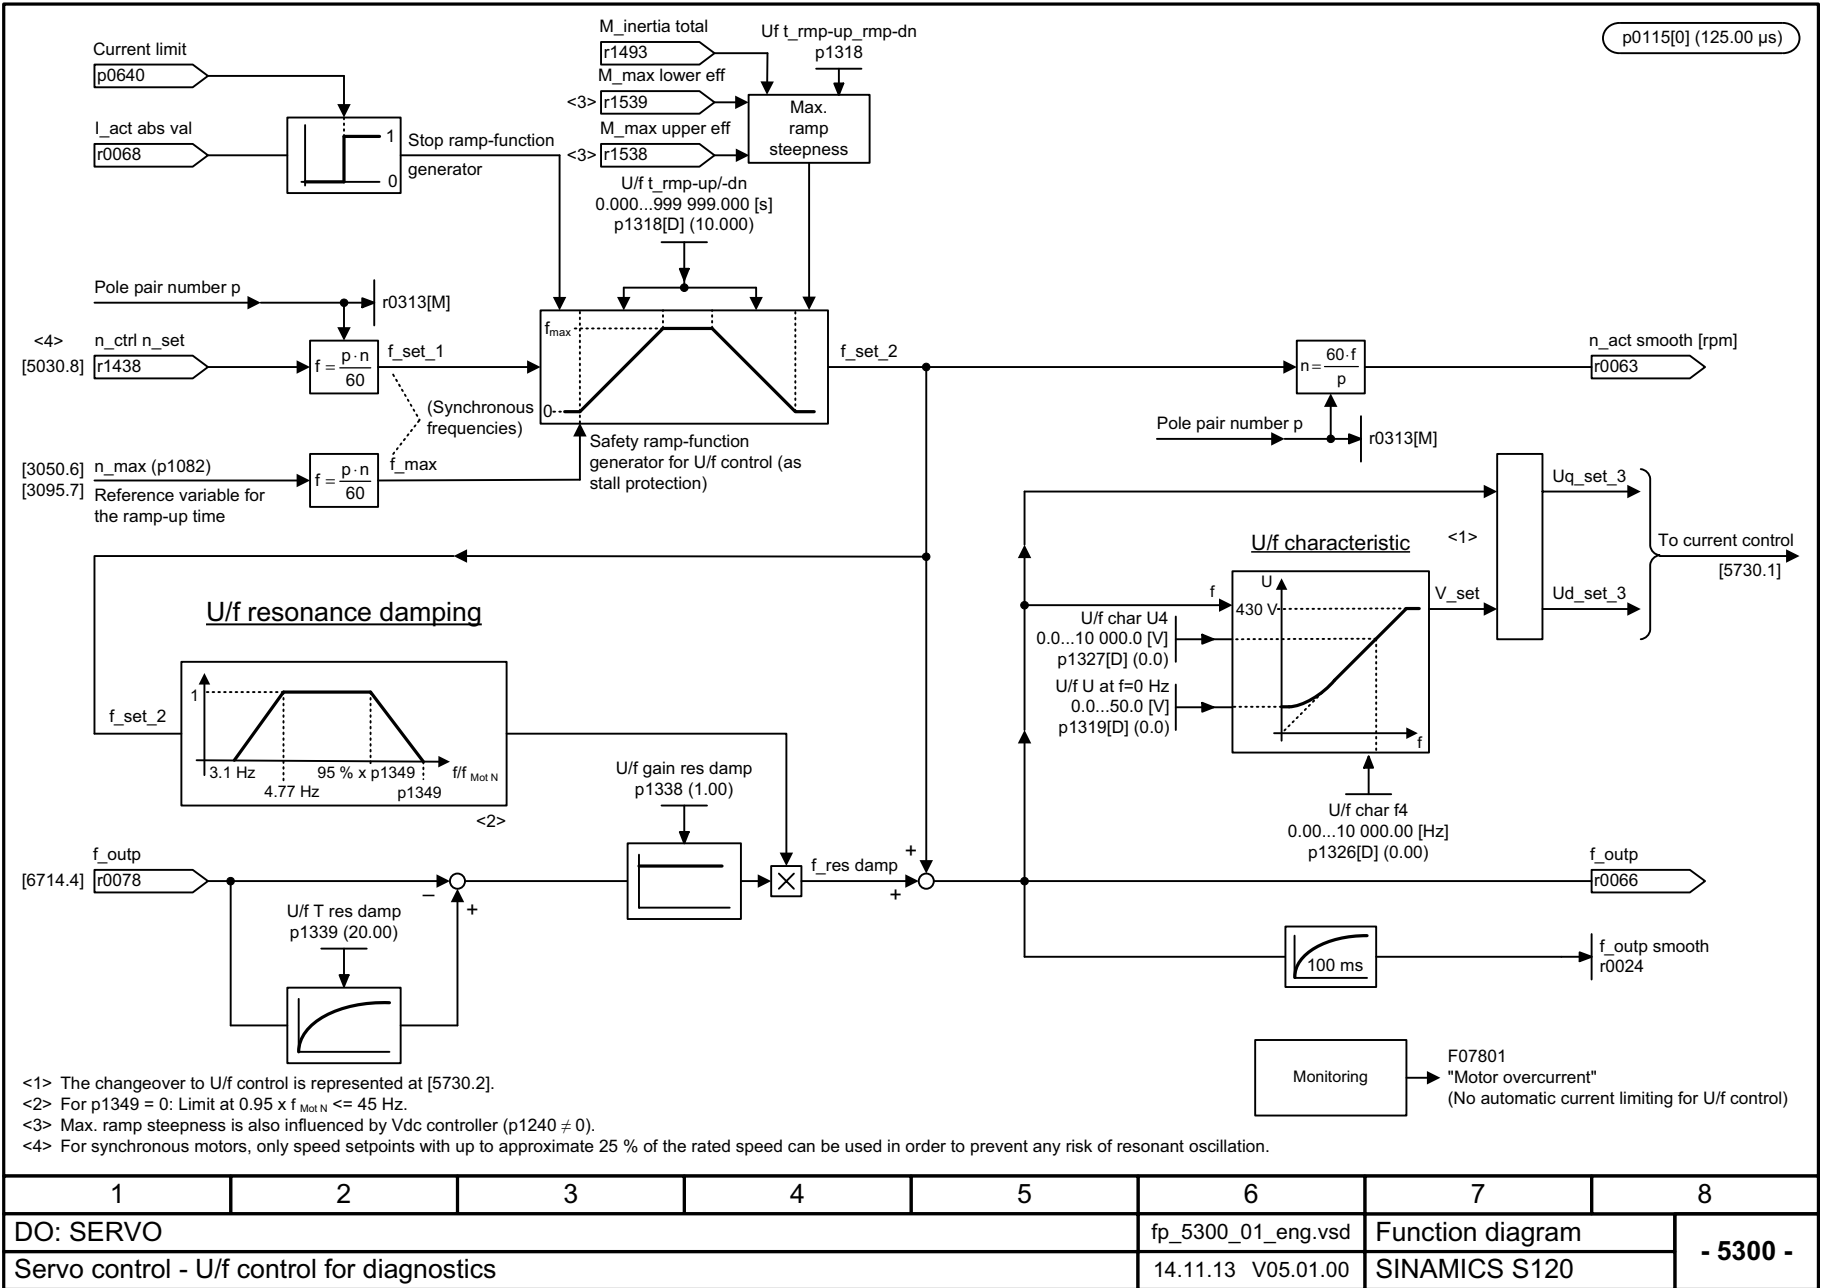 p0115[0] (125.00 µs)
Current limit
p0640
I_act abs val
r0068
1
0
Stop ramp-function
generator
M_inertia total
r1493
M_max lower eff
<3> r1539
M_max upper eff
<3> r1538
Uf t_rmp-up_rmp-dn
p1318
Max.
ramp
steepness
U/f t_rmp-up/-dn
0.000...999 999.000 [s]
p1318[D] (10.000)
Pole pair number p
r0313[M]
<4>
[5030.8]
n_ctrl n_set
r1438
f = p·n
60
f_set_1
(Synchronous
frequencies)
fmax
0
f_set_2
n= 60·f
p
n_act smooth [rpm]
r0063
Pole pair number p
r0313[M]
[3050.6]
[3095.7]
n_max (p1082)
Reference variable for
the ramp-up time
f = p·n
60
f_max
Safety ramp-function
generator for U/f control (as
stall protection)
Uq_set_3
<1>
Ud_set_3
To current control
[5730.1]
U/f characteristic
f
U
430 V
f
V_set
U/f char U4
0.0...10 000.0 [V]
p1327[D] (0.0)
U/f U at f=0 Hz
0.0...50.0 [V]
p1319[D] (0.0)
U/f char f4
0.00...10 000.00 [Hz]
p1326[D] (0.00)
U/f resonance damping
f_set_2
1
3.1 Hz
4.77 Hz
95 % x p1349
p1349
f/f Mot N
<2>
U/f gain res damp
p1338 (1.00)
[6714.4]
f_outp
r0078
–
+
U/f T res damp
p1339 (20.00)
f_res damp
+
+
f_outp
r0066
100 ms
f_outp smooth
r0024
Monitoring
F07801
"Motor overcurrent"
(No automatic current limiting for U/f control)
<1> The changeover to U/f control is represented at [5730.2].
<2> For p1349 = 0: Limit at 0.95 x f Mot N <= 45 Hz.
<3> Max. ramp steepness is also influenced by Vdc controller (p1240 ≠ 0).
<4> For synchronous motors, only speed setpoints with up to approximate 25 % of the rated speed can be used in order to prevent any risk of resonant oscillation.
1 2 3 4 5 6 7 8
DO: SERVO
fp_5300_01_eng.vsd
Function diagram
- 5300 -
Servo control - U/f control for diagnostics
14.11.13 V05.01.00
SINAMICS S120